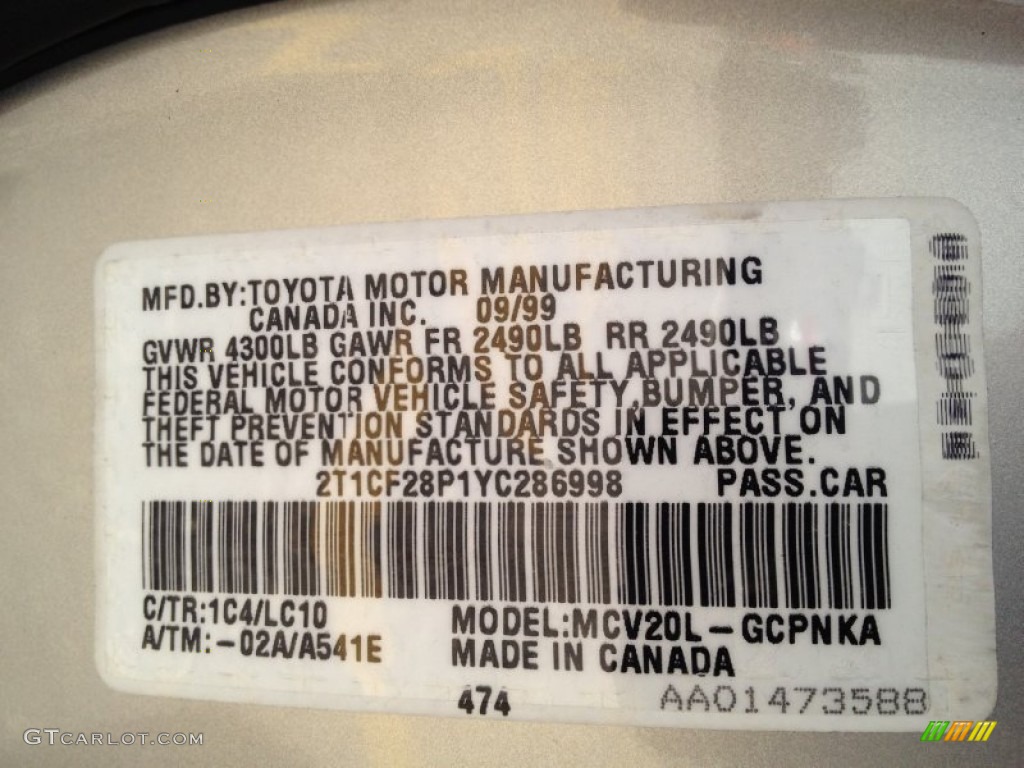 MFD.BY:TOYOTA MOTOR MANUFACTURING
CANADA INC. 09/99
GVWR 4300LB GAWR FR 2490LB RR 2490LB
THIS VEHICLE CONFORMS TO ALL APPLICABLE
FEDERAL MOTOR VEHICLE SAFETY,BUMPER, AND
THEFT PREVENTION STANDARDS IN EFFECT ON
THE DATE OF MANUFACTURE SHOWN ABOVE.
2T1CF28P1YC286998 PASS.CAR
C/TR:1C4/LC10 MODEL:MCV20L-GCPNKA
A/TM:-02A/A541E MADE IN CANADA
474 AA01473588
GTCARLOT.COM